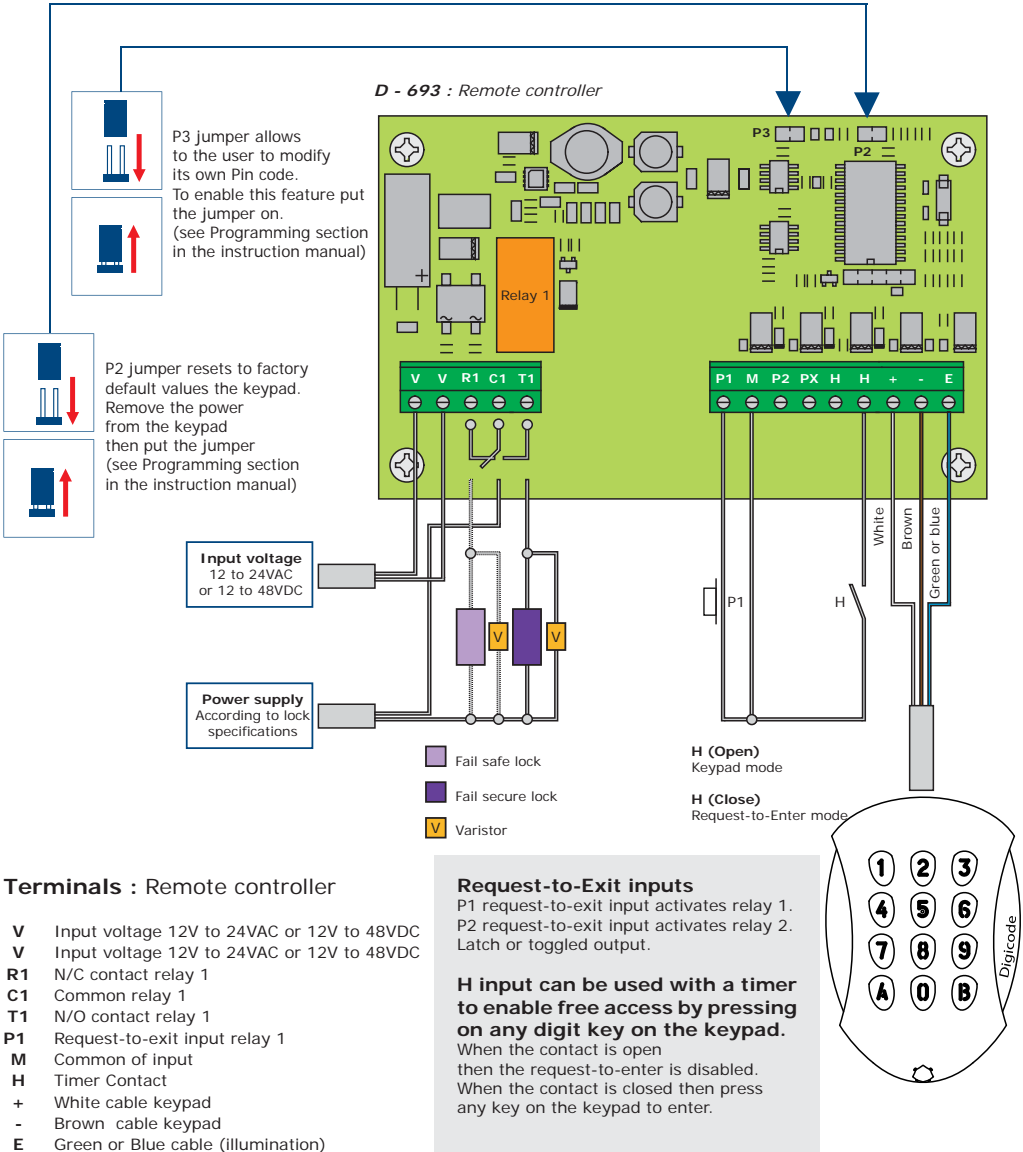 D - 693 : Remote controller
P3 jumper allows
to the user to modify
its own Pin code.
To enable this feature put
the jumper on.
(see Programming section
in the instruction manual)
P3
P2
Relay 1
P2 jumper resets to factory
default values the keypad.
Remove the power
from the keypad
then put the jumper
(see Programming section
in the instruction manual)
V V R1 C1 T1
P1 M P2 PX H H + - E
White
Brown
Green or blue
Input voltage
12 to 24VAC
or 12 to 48VDC
P1
H
V
V
Power supply
According to lock
specifications
Fail safe lock
Fail secure lock
V Varistor
H (Open)
Keypad mode
H (Close)
Request-to-Enter mode
1 2 3
4 5 6
7 8 9
A 0 B
Digicode
Terminals : Remote controller
V Input voltage 12V to 24VAC or 12V to 48VDC
V Input voltage 12V to 24VAC or 12V to 48VDC
R1 N/C contact relay 1
C1 Common relay 1
T1 N/O contact relay 1
P1 Request-to-exit input relay 1
M Common of input
H Timer Contact
+ White cable keypad
- Brown cable keypad
E Green or Blue cable (illumination)
Request-to-Exit inputs
P1 request-to-exit input activates relay 1.
P2 request-to-exit input activates relay 2.
Latch or toggled output.
H input can be used with a timer
to enable free access by pressing
on any digit key on the keypad.
When the contact is open
then the request-to-enter is disabled.
When the contact is closed then press
any key on the keypad to enter.